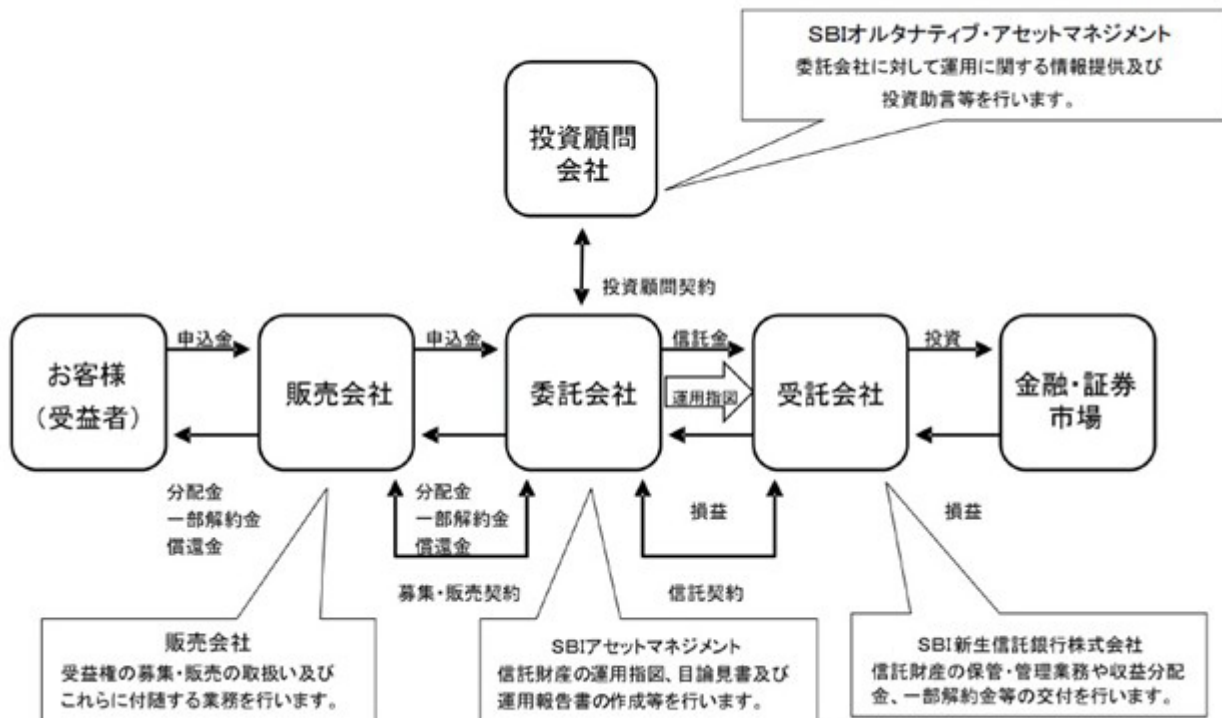 SBIオルタナティブ・アセットマネジメント
委託会社に対して運用に関する情報提供及び
投資助言等を行います。
投資顧問
会社
投資顧問契約
お客様
（受益者）
申込金
販売会社
申込金
委託会社
信託金
運用指図
受託会社
投資
金融・証券
市場
分配金
一部解約金
償還金
分配金
一部解約金
償還金
損益
損益
募集・販売契約
信託契約
販売会社
受益権の募集・販売の取扱い及び
これらに付随する業務を行います。
SBIアセットマネジメント
信託財産の運用指図、目論見書及び
運用報告書の作成等を行います。
SBI新生信託銀行株式会社
信託財産の保管・管理業務や収益分配
金、一部解約金等の交付を行います。